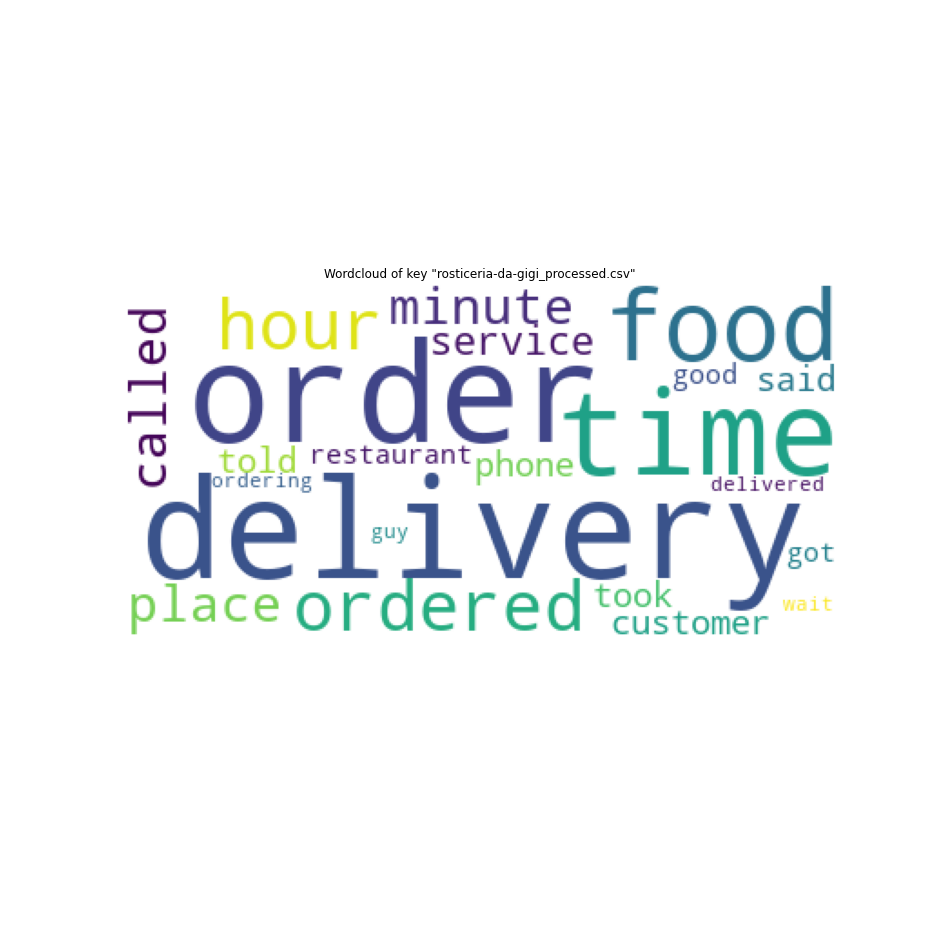 Wordcloud of key "rosticeria-da-gigi_processed.csv"
called
hour
minute
service
food
good
said
order
time
told
restaurant
phone
ordering
delivered
delivery
guy
got
place
ordered
took
customer
wait